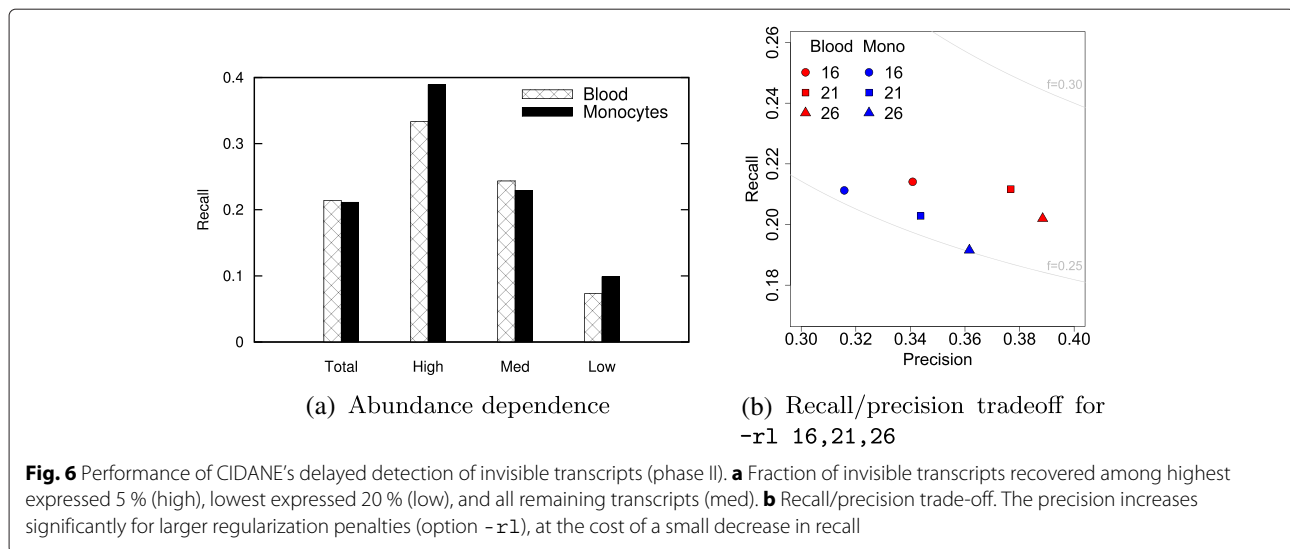 0.4
0.3
0.2
0.1
0
Recall
Blood
Monocytes
Total High Med Low
(a) Abundance dependence
0.26
0.24
0.22
0.20
0.18
Recall
Blood Mono
16 16
21 21
26 26
f=0.30
f=0.25
0.30 0.32 0.34 0.36 0.38 0.40
Precision
(b) Recall/precision tradeoff for
-rl 16,21,26
Fig. 6 Performance of CIDANE's delayed detection of invisible transcripts (phase II). a Fraction of invisible transcripts recovered among highest
expressed 5 % (high), lowest expressed 20 % (low), and all remaining transcripts (med). b Recall/precision trade-off. The precision increases
significantly for larger regularization penalties (option -rl), at the cost of a small decrease in recall